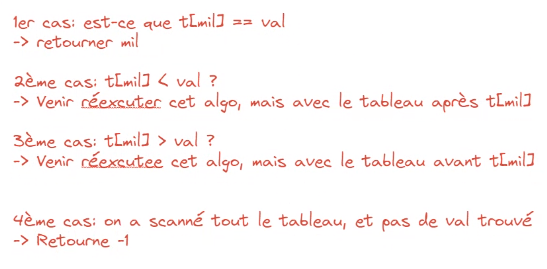 1er cas: est-ce que t[mil] == val
-> retourner mil
2ème cas: t[mil] < val ?
-> Venir réexcuter cet algo, mais avec le tableau après t[mil]
3ème cas: t[mil] > val ?
-> Venir réexcutee cet algo, mais avec le tableau avant t[mil]
4ème cas: on a scanné tout le tableau, et pas de val trouvé
-> Retourne -1